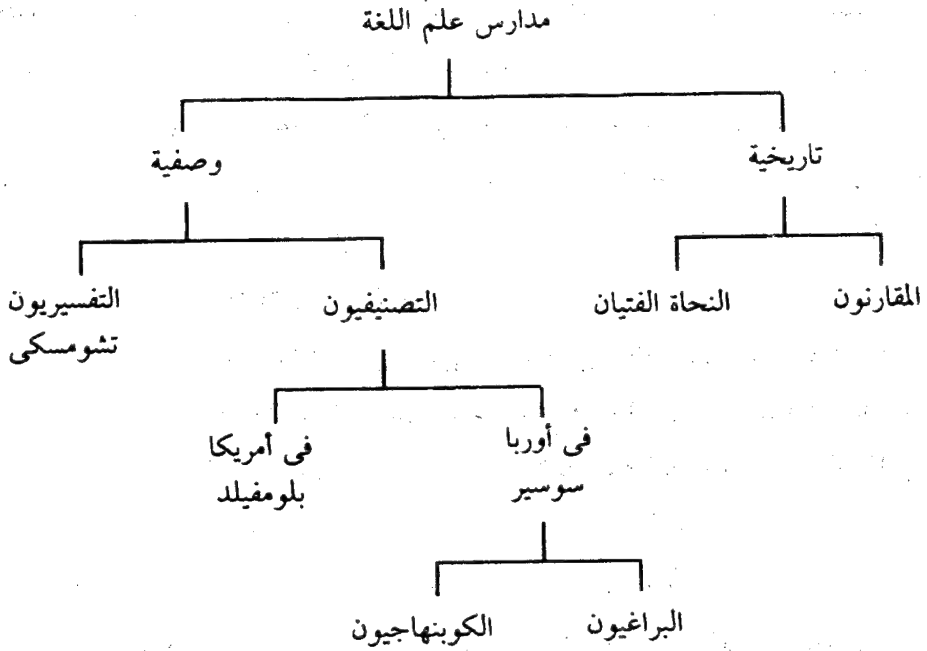 مدارس علم اللغة
تاريخية
وصفية
المقارنون
النحاة الفتيان
التصنيفيون
التفسيريون
تشومسكى
فى أوربا
سوسير
فى أمريكا
بلومفيلد
البراغيون
الكوبنهاجيون